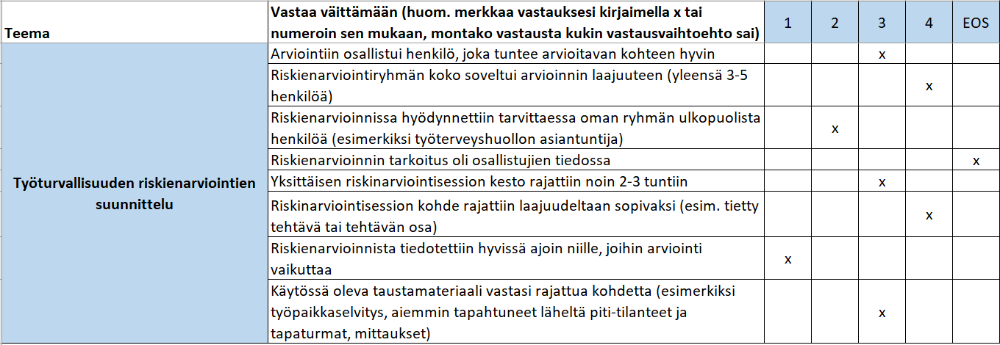 Teema
Vastaa väittämään (huom. merkkaa vastauksesi kirjaimella x tai
numeroin sen mukaan, montako vastausta kukin vastausvaihtoehto sai)
1 2 3 4 EOS
Työturvallisuuden riskienarviointien
suunnittelu
Arviointiin osallistui henkilö, joka tuntee arvioitavan kohteen hyvin
x
Riskienarviointiryhmän koko soveltui arvioinnin laajuuteen (yleensä 3-5
henkilöä)
x
Riskienarvioinnissa hyödynnettiin tarvittaessa oman ryhmän ulkopuolista
henkilöä (esimerkiksi työterveyshuollon asiantuntija)
x
Riskienarvioinnin tarkoitus oli osallistujien tiedossa
x
Yksittäisen riskinarviointisession kesto rajattiin noin 2-3 tuntiin
x
Riskinarviointisession kohde rajattiin laajuudeltaan sopivaksi (esim. tietty
tehtävä tai tehtävän osa)
x
Riskienarvioinnista tiedotettiin hyvissä ajoin niille, joihin arviointi
vaikuttaa
x
Käytössä oleva taustamateriaali vastasi rajattua kohdetta (esimerkiksi
työpaikkaselvitys, aiemmin tapahtuneet läheltä piti-tilanteet ja
tapaturmat, mittaukset)
x